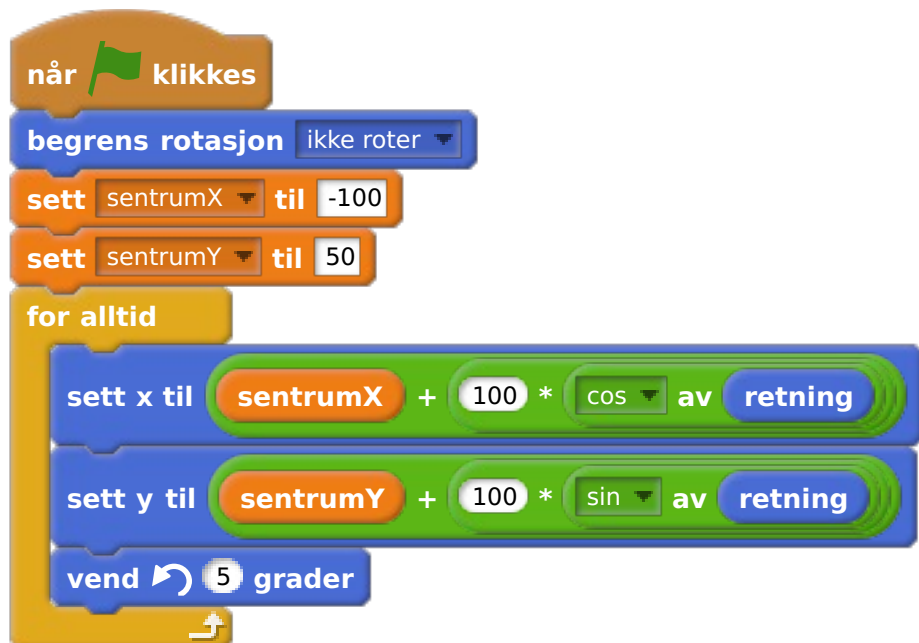 når klikkes
begrens rotasjon ikke roter
sett sentrumX til -100
sett sentrumY til 50
for alltid
sett x til sentrumX + 100 * cos av retning
sett y til sentrumY + 100 * sin av retning
vend 5 grader